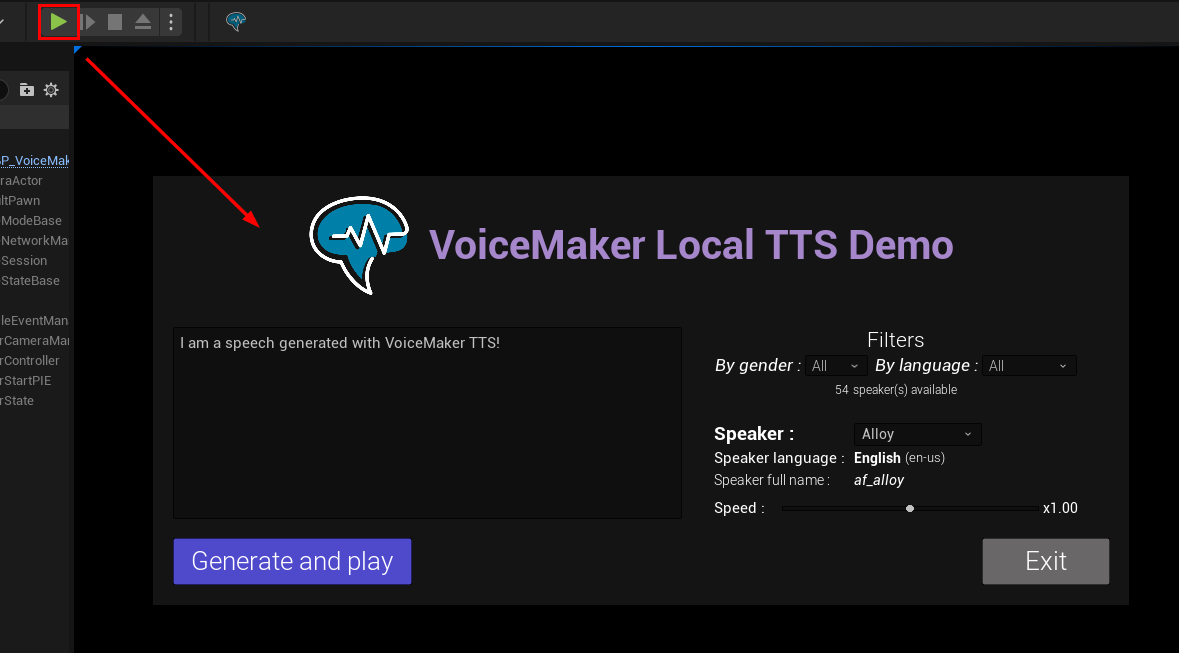 P_VoiceMak
raActor
ltPawn
ModeBase
NetworkMa
Session
StateBase
leEventMan
rCameraMan
rController
rStartPIE
rState
VoiceMaker Local TTS Demo
I am a speech generated with VoiceMaker TTS!
Filters
By gender : All By language : All
54 speaker(s) available
Speaker : Alloy
Speaker language : English (en-us)
Speaker full name : af_alloy
Speed : x1.00
Generate and play
Exit